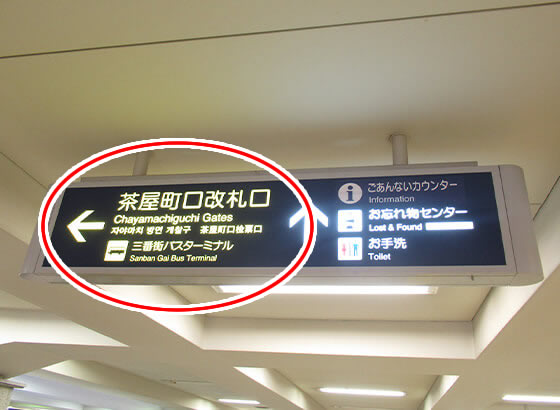 茶屋町口改札口
Chayamachiguchi Gates
자야마치 방면 개찰구 茶屋町口检票口
三番街バスターミナル
Sanban Gai Bus Terminal
ごあんないカウンター
Information
お忘れ物センター
Lost & Found
お手洗
Toilet